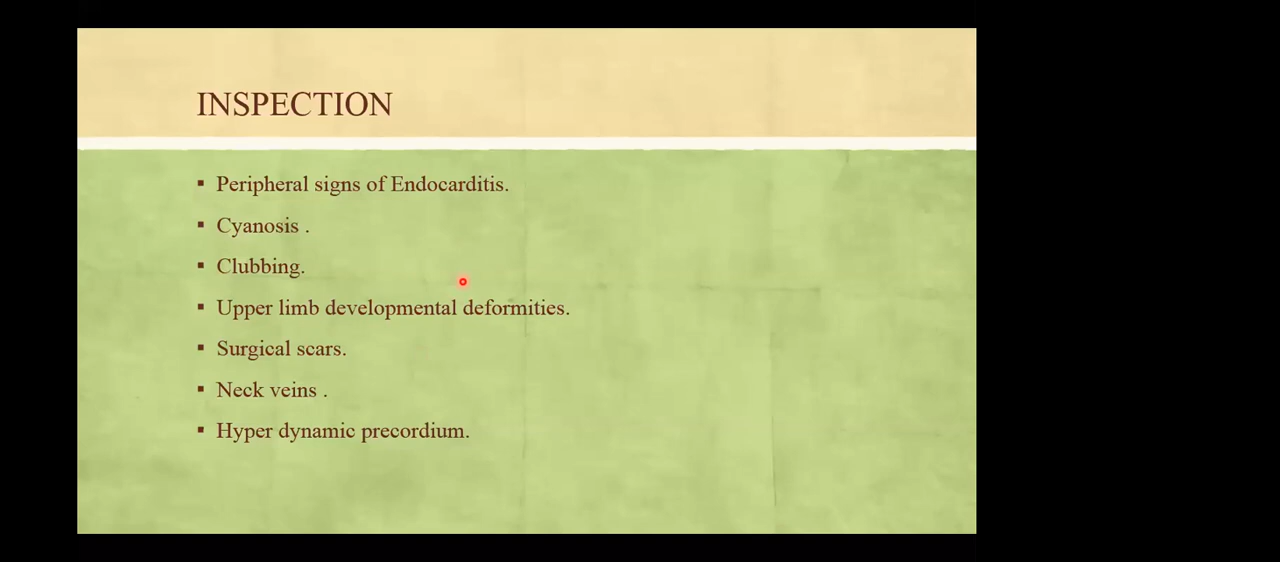 INSPECTION
▪ Peripheral signs of Endocarditis.
▪ Cyanosis .
▪ Clubbing.
▪ Upper limb developmental deformities.
▪ Surgical scars.
▪ Neck veins .
▪ Hyper dynamic precordium.